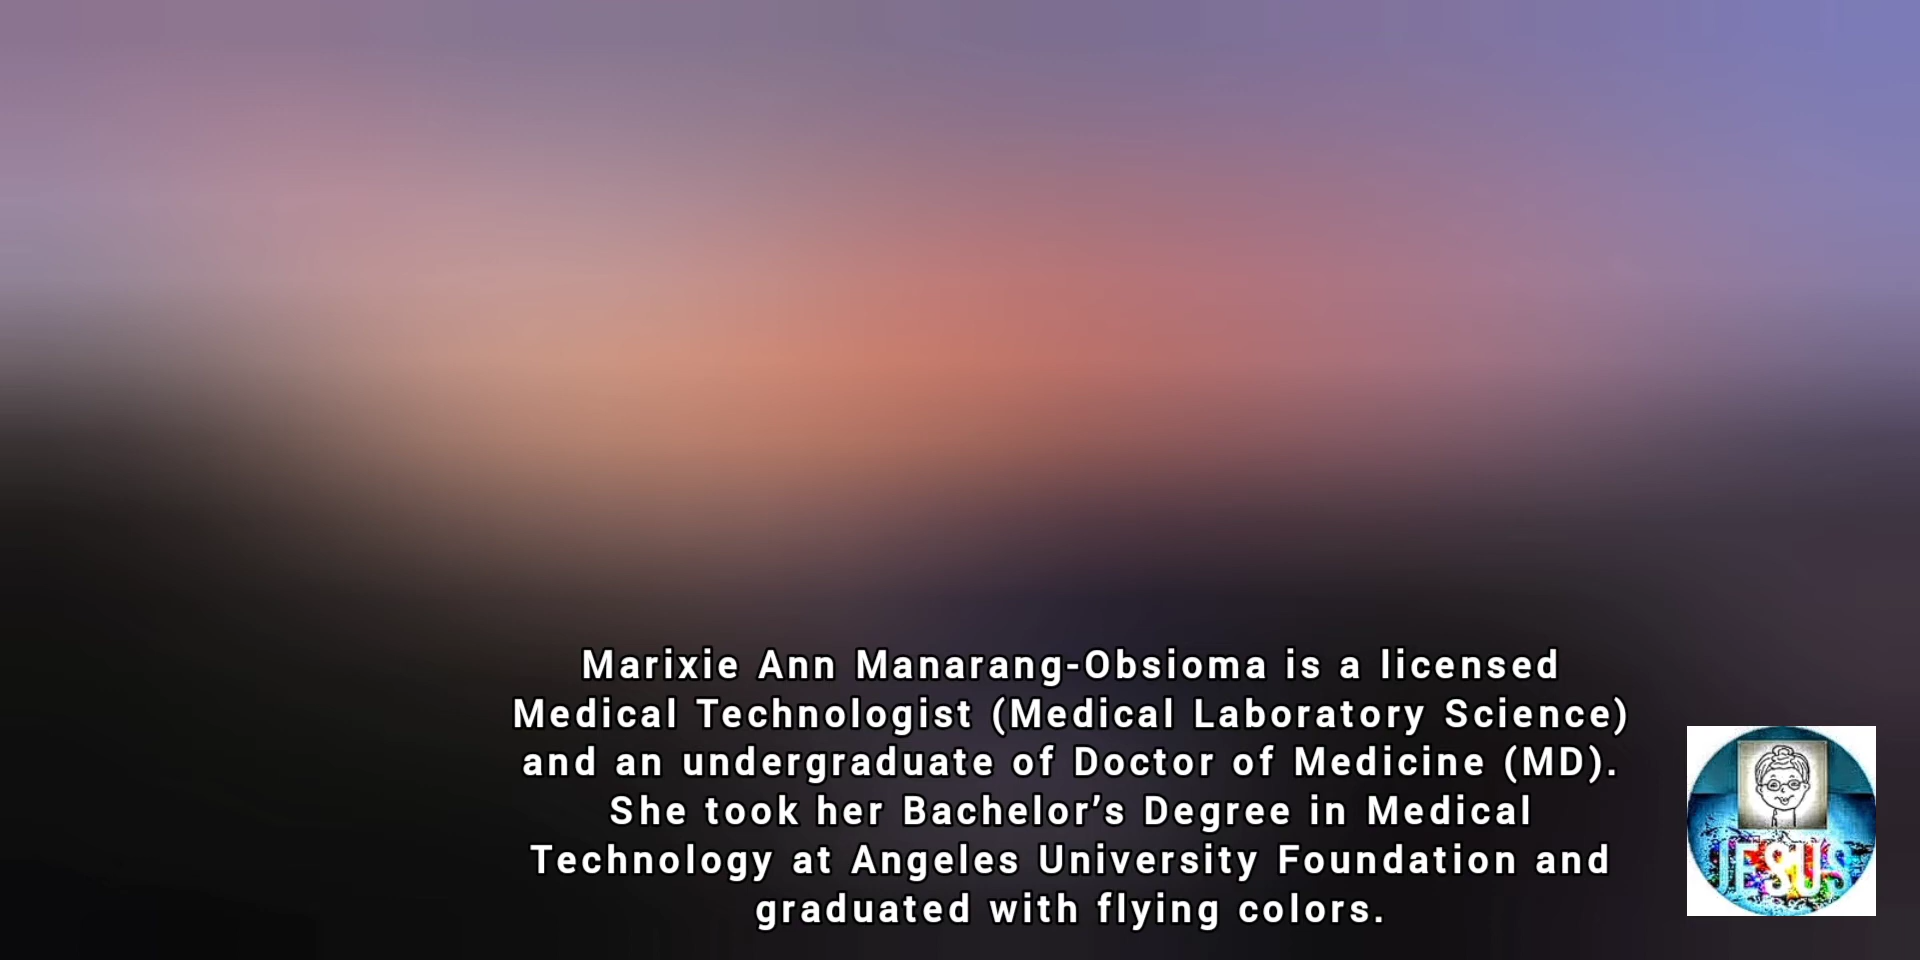 Marixie Ann Manarang-Obsioma is a licensed
Medical Technologist (Medical Laboratory Science)
and an undergraduate of Doctor of Medicine (MD).
She took her Bachelor’s Degree in Medical
Technology at Angeles University Foundation and
graduated with flying colors.
JESUS